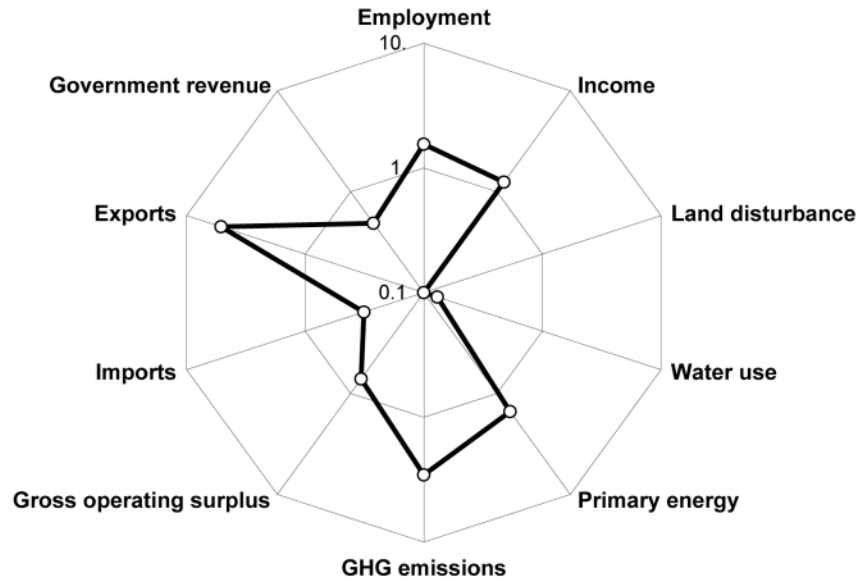 Employment
10.
Government revenue
Income
1
Exports
Land disturbance
0.1
Imports
Water use
Gross operating surplus
Primary energy
GHG emissions